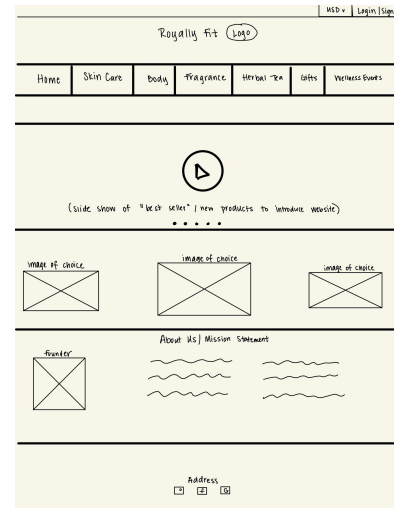 USD v | Login | Sign
Royally Fit Logo
Home Skin Care Body Fragrance Herbal Tea Gifts Wellness Events
(slide show of "best seller" / new products to introduce website)
image of choice image of choice image of choice
About Us / Mission Statement
founder
Address
f G